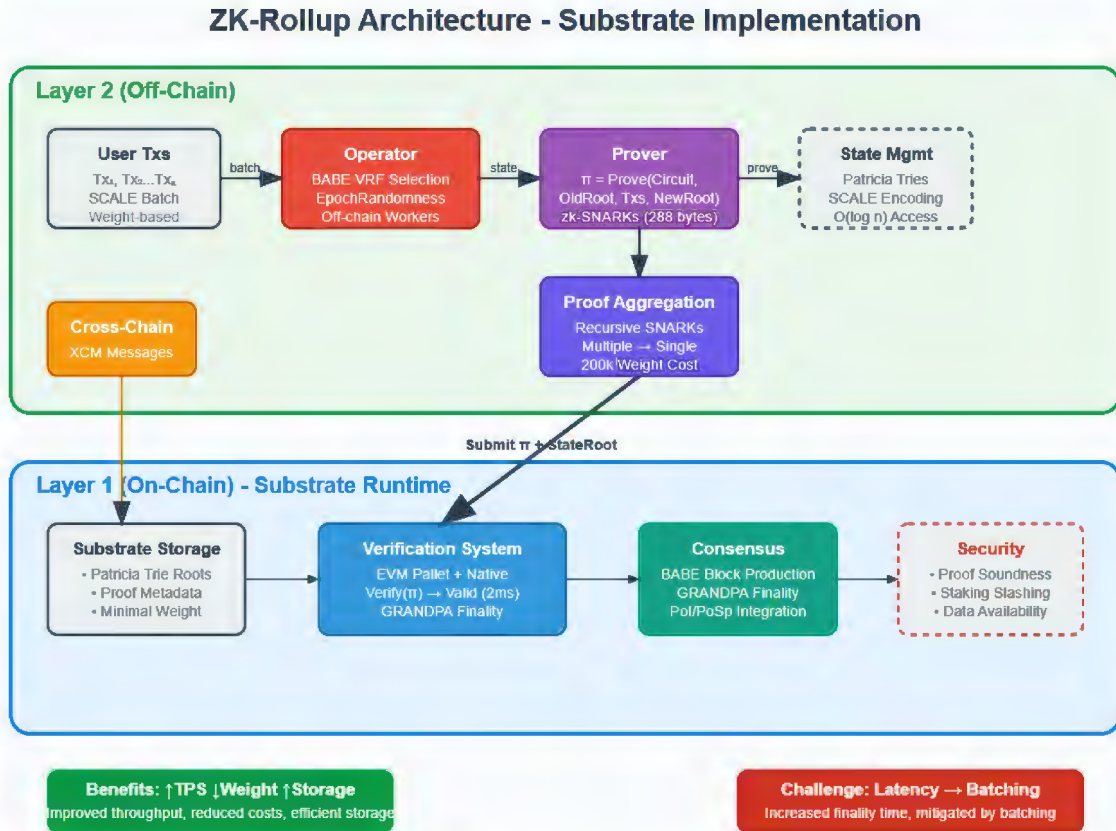 ZK-Rollup Architecture - Substrate Implementation
Layer 2 (Off-Chain)
User Txs
Tx₁, Tx₂...Txₙ
SCALE Batch
Weight-based
batch
Operator
BABE VRF Selection
EpochRandomness
Off-chain Workers
state
Prover
π = Prove(Circuit,
OldRoot, Txs, NewRoot)
zk-SNARKs (288 bytes)
prove
State Mgmt
Patricia Tries
SCALE Encoding
O(log n) Access
Cross-Chain
XCM Messages
Proof Aggregation
Recursive SNARKs
Multiple → Single
200k Weight Cost
Submit π + StateRoot
Layer 1 (On-Chain) - Substrate Runtime
Substrate Storage
• Patricia Trie Roots
• Proof Metadata
• Minimal Weight
Verification System
EVM Pallet + Native
Verify(π) → Valid (2ms)
GRANDPA Finality
Consensus
BABE Block Production
GRANDPA Finality
PoI/PoSp Integration
Security
• Proof Soundness
• Staking Slashing
• Data Availability
Benefits: ↑TPS ↓Weight ↑Storage
Improved throughput, reduced costs, efficient storage
Challenge: Latency → Batching
Increased finality time, mitigated by batching